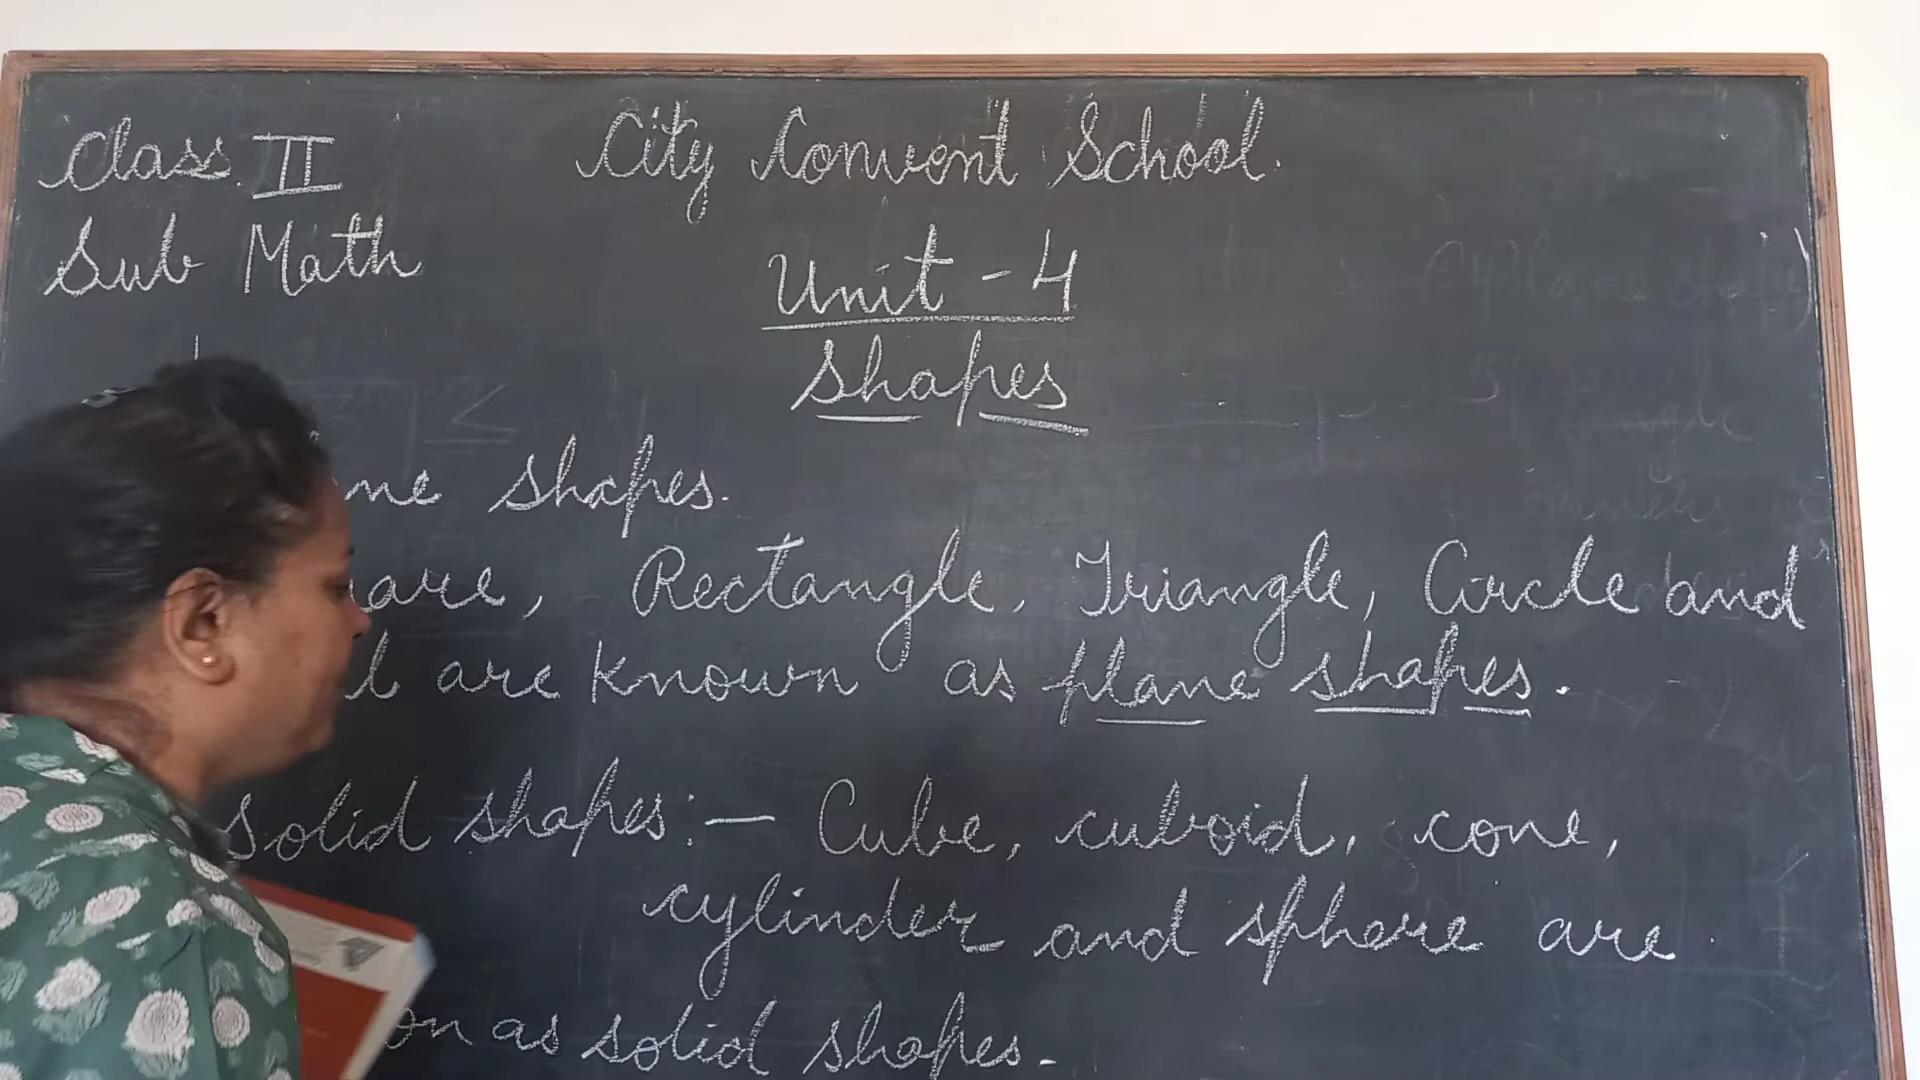 Class II
City Convent School.
Sub Math
Unit - 4
Shapes
ne shapes.
are, Rectangle, Triangle, Circle and
l are known as plane shapes.
Solid shapes:— Cube, cuboid, cone,
cylinder and sphere are
on as solid shapes.